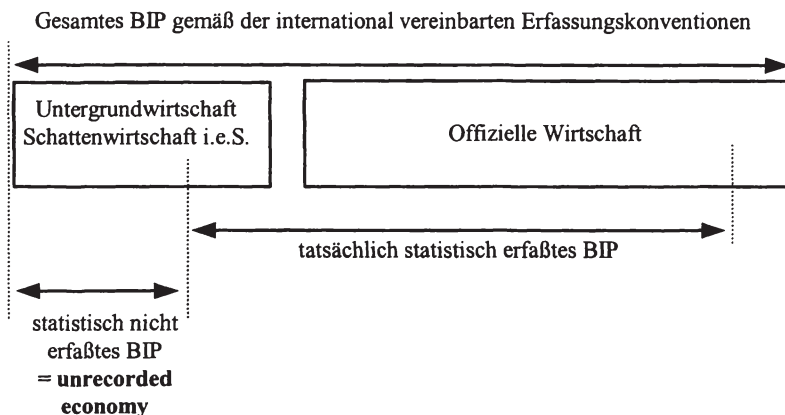 Gesamtes BIP gemäß der international vereinbarten Erfassungskonventionen
Untergrundwirtschaft
Schattenwirtschaft i.e.S.
Offizielle Wirtschaft
tatsächlich statistisch erfaßtes BIP
statistisch nicht
erfaßtes BIP
= unrecorded
economy